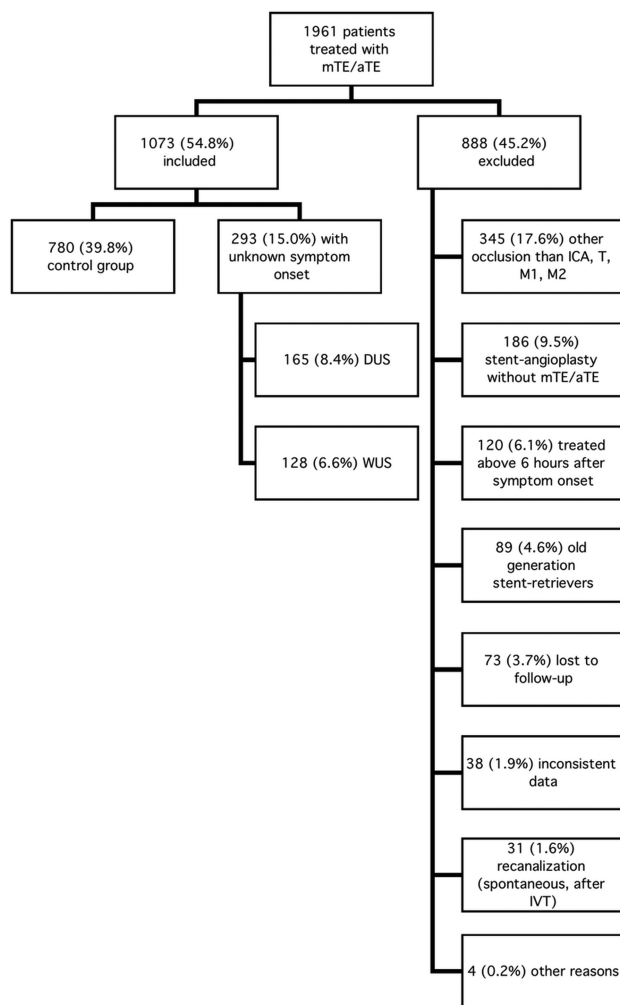 1961 patients
treated with
mTE/aTE
1073 (54.8%)
included
888 (45.2%)
excluded
780 (39.8%)
control group
293 (15.0%) with
unknown symptom
onset
165 (8.4%) DUS
128 (6.6%) WUS
345 (17.6%) other
occlusion than ICA, T,
M1, M2
186 (9.5%)
stent-angioplasty
without mTE/aTE
120 (6.1%) treated
above 6 hours after
symptom onset
89 (4.6%) old
generation
stent-retrievers
73 (3.7%) lost to
follow-up
38 (1.9%) inconsistent
data
31 (1.6%)
recanalization
(spontaneous, after
IVT)
4 (0.2%) other reasons